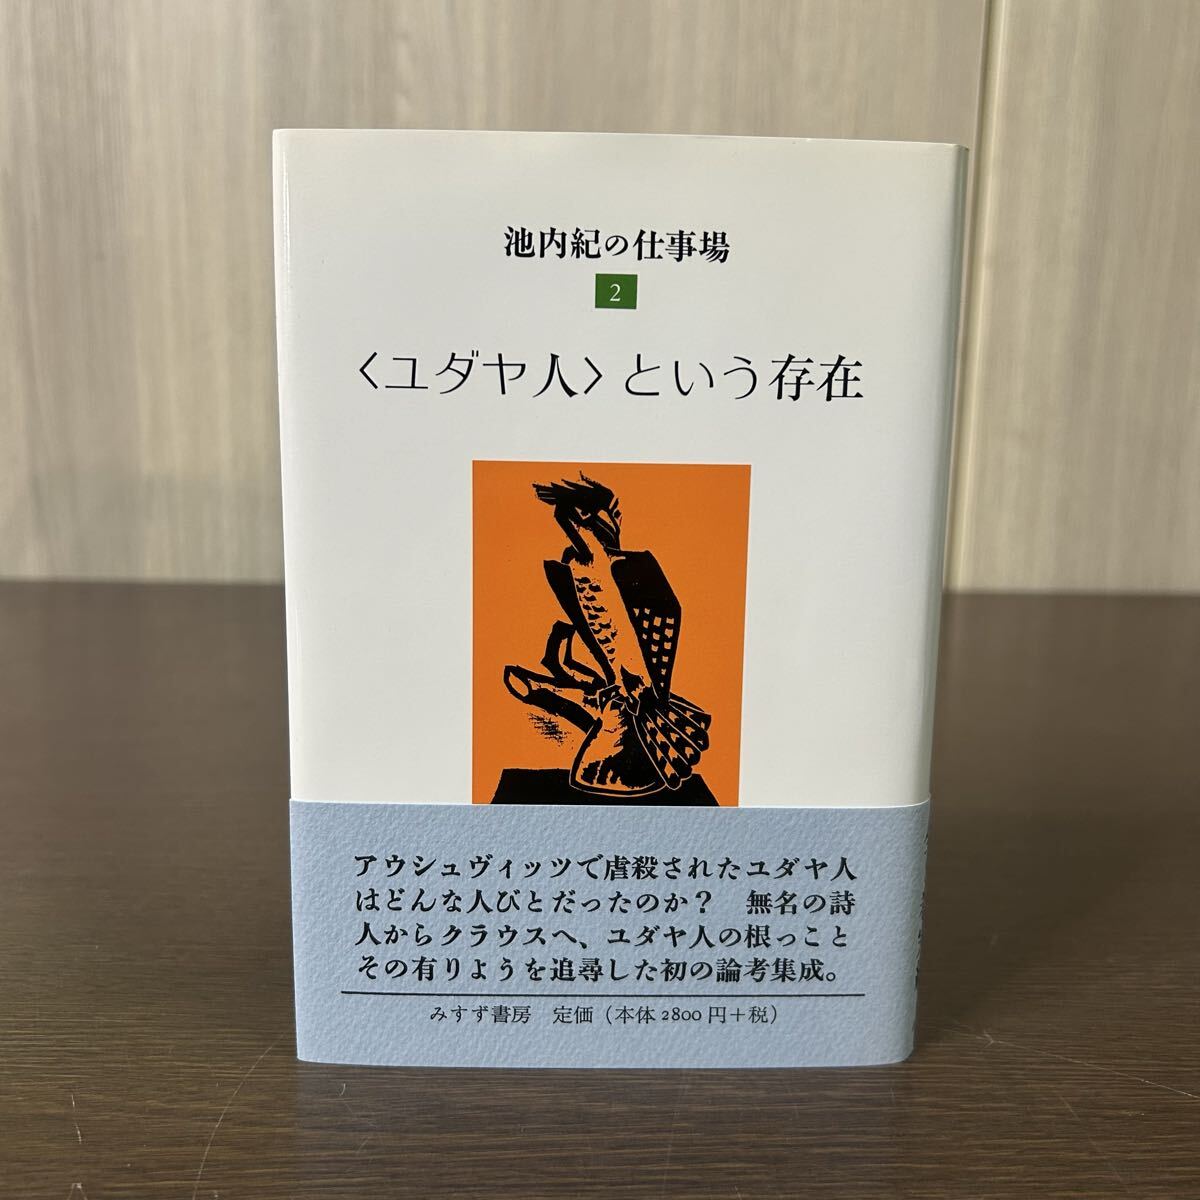 池内紀の仕事場
2
〈ユダヤ人〉という存在
アウシュヴィッツで虐殺されたユダヤ人
はどんな人びとだったのか？　無名の詩
人からクラウスへ、ユダヤ人の根っこと
その有りようを追尋した初の論考集成。
みすず書房　定価（本体2800円＋税）